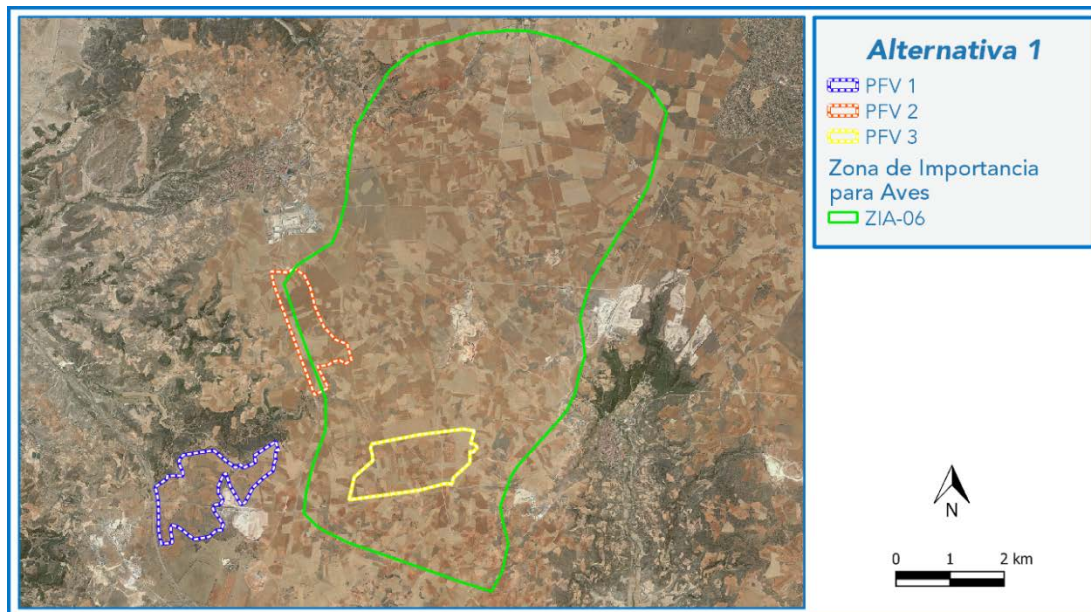 Alternativa 1
PFV 1
PFV 2
PFV 3
Zona de Importancia
para Aves
ZIA-06
N
0 1 2 km